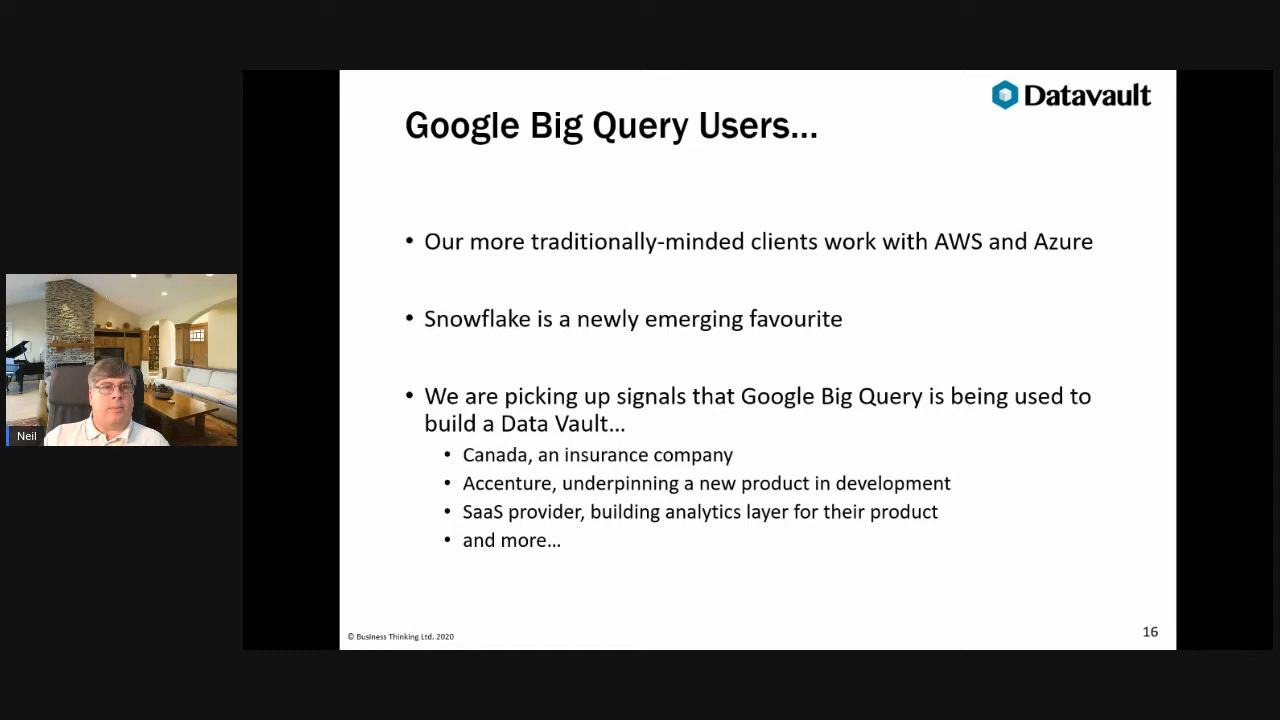 Datavault
Google Big Query Users...
• Our more traditionally-minded clients work with AWS and Azure
• Snowflake is a newly emerging favourite
• We are picking up signals that Google Big Query is being used to
build a Data Vault...
• Canada, an insurance company
• Accenture, underpinning a new product in development
• SaaS provider, building analytics layer for their product
• and more...
Neil
© Business Thinking Ltd. 2020
16